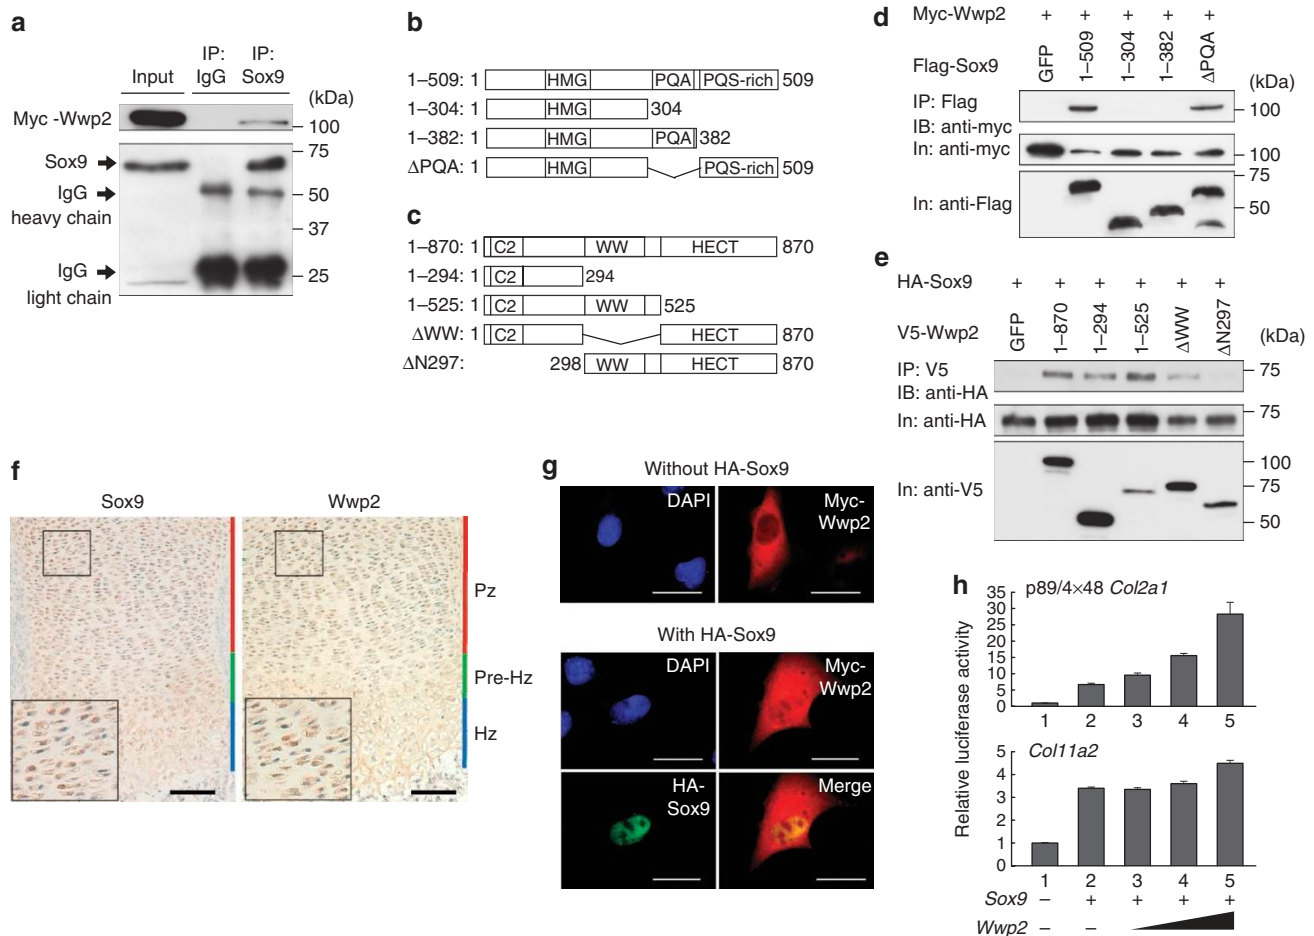 a
Input
IP:
IgG
IP:
Sox9
(kDa)
Myc -Wwp2
100
Sox9
75
IgG
heavy chain
50
37
IgG
light chain
25
b
1–509: 1 HMG PQA PQS-rich 509
1–304: 1 HMG 304
1–382: 1 HMG PQA 382
ΔPQA: 1 HMG PQS-rich 509
c
1–870: 1 C2 WW HECT 870
1–294: 1 C2 294
1–525: 1 C2 WW 525
ΔWW: 1 C2 HECT 870
ΔN297: 298 WW HECT 870
d
Myc-Wwp2 + + + + +
Flag-Sox9 GFP 1–509 1–304 1–382 ΔPQA
(kDa)
IP: Flag
IB: anti-myc
100
In: anti-myc
100
In: anti-Flag
75
50
e
HA-Sox9 + + + + + +
V5-Wwp2 GFP 1–870 1–294 1–525 ΔWW ΔN297
(kDa)
IP: V5
IB: anti-HA
75
In: anti-HA
75
In: anti-V5
100
75
50
f
Sox9
Wwp2
Pz
Pre-Hz
Hz
g
Without HA-Sox9
DAPI
Myc-
Wwp2
With HA-Sox9
DAPI
Myc-
Wwp2
HA-
Sox9
Merge
h
p89/4×48 Col2a1
35
30
25
20
15
10
5
0
1 2 3 4 5
Relative luciferase activity
Col11a2
5
4
3
2
1
0
1 2 3 4 5
Sox9 – + + + +
Wwp2 – –